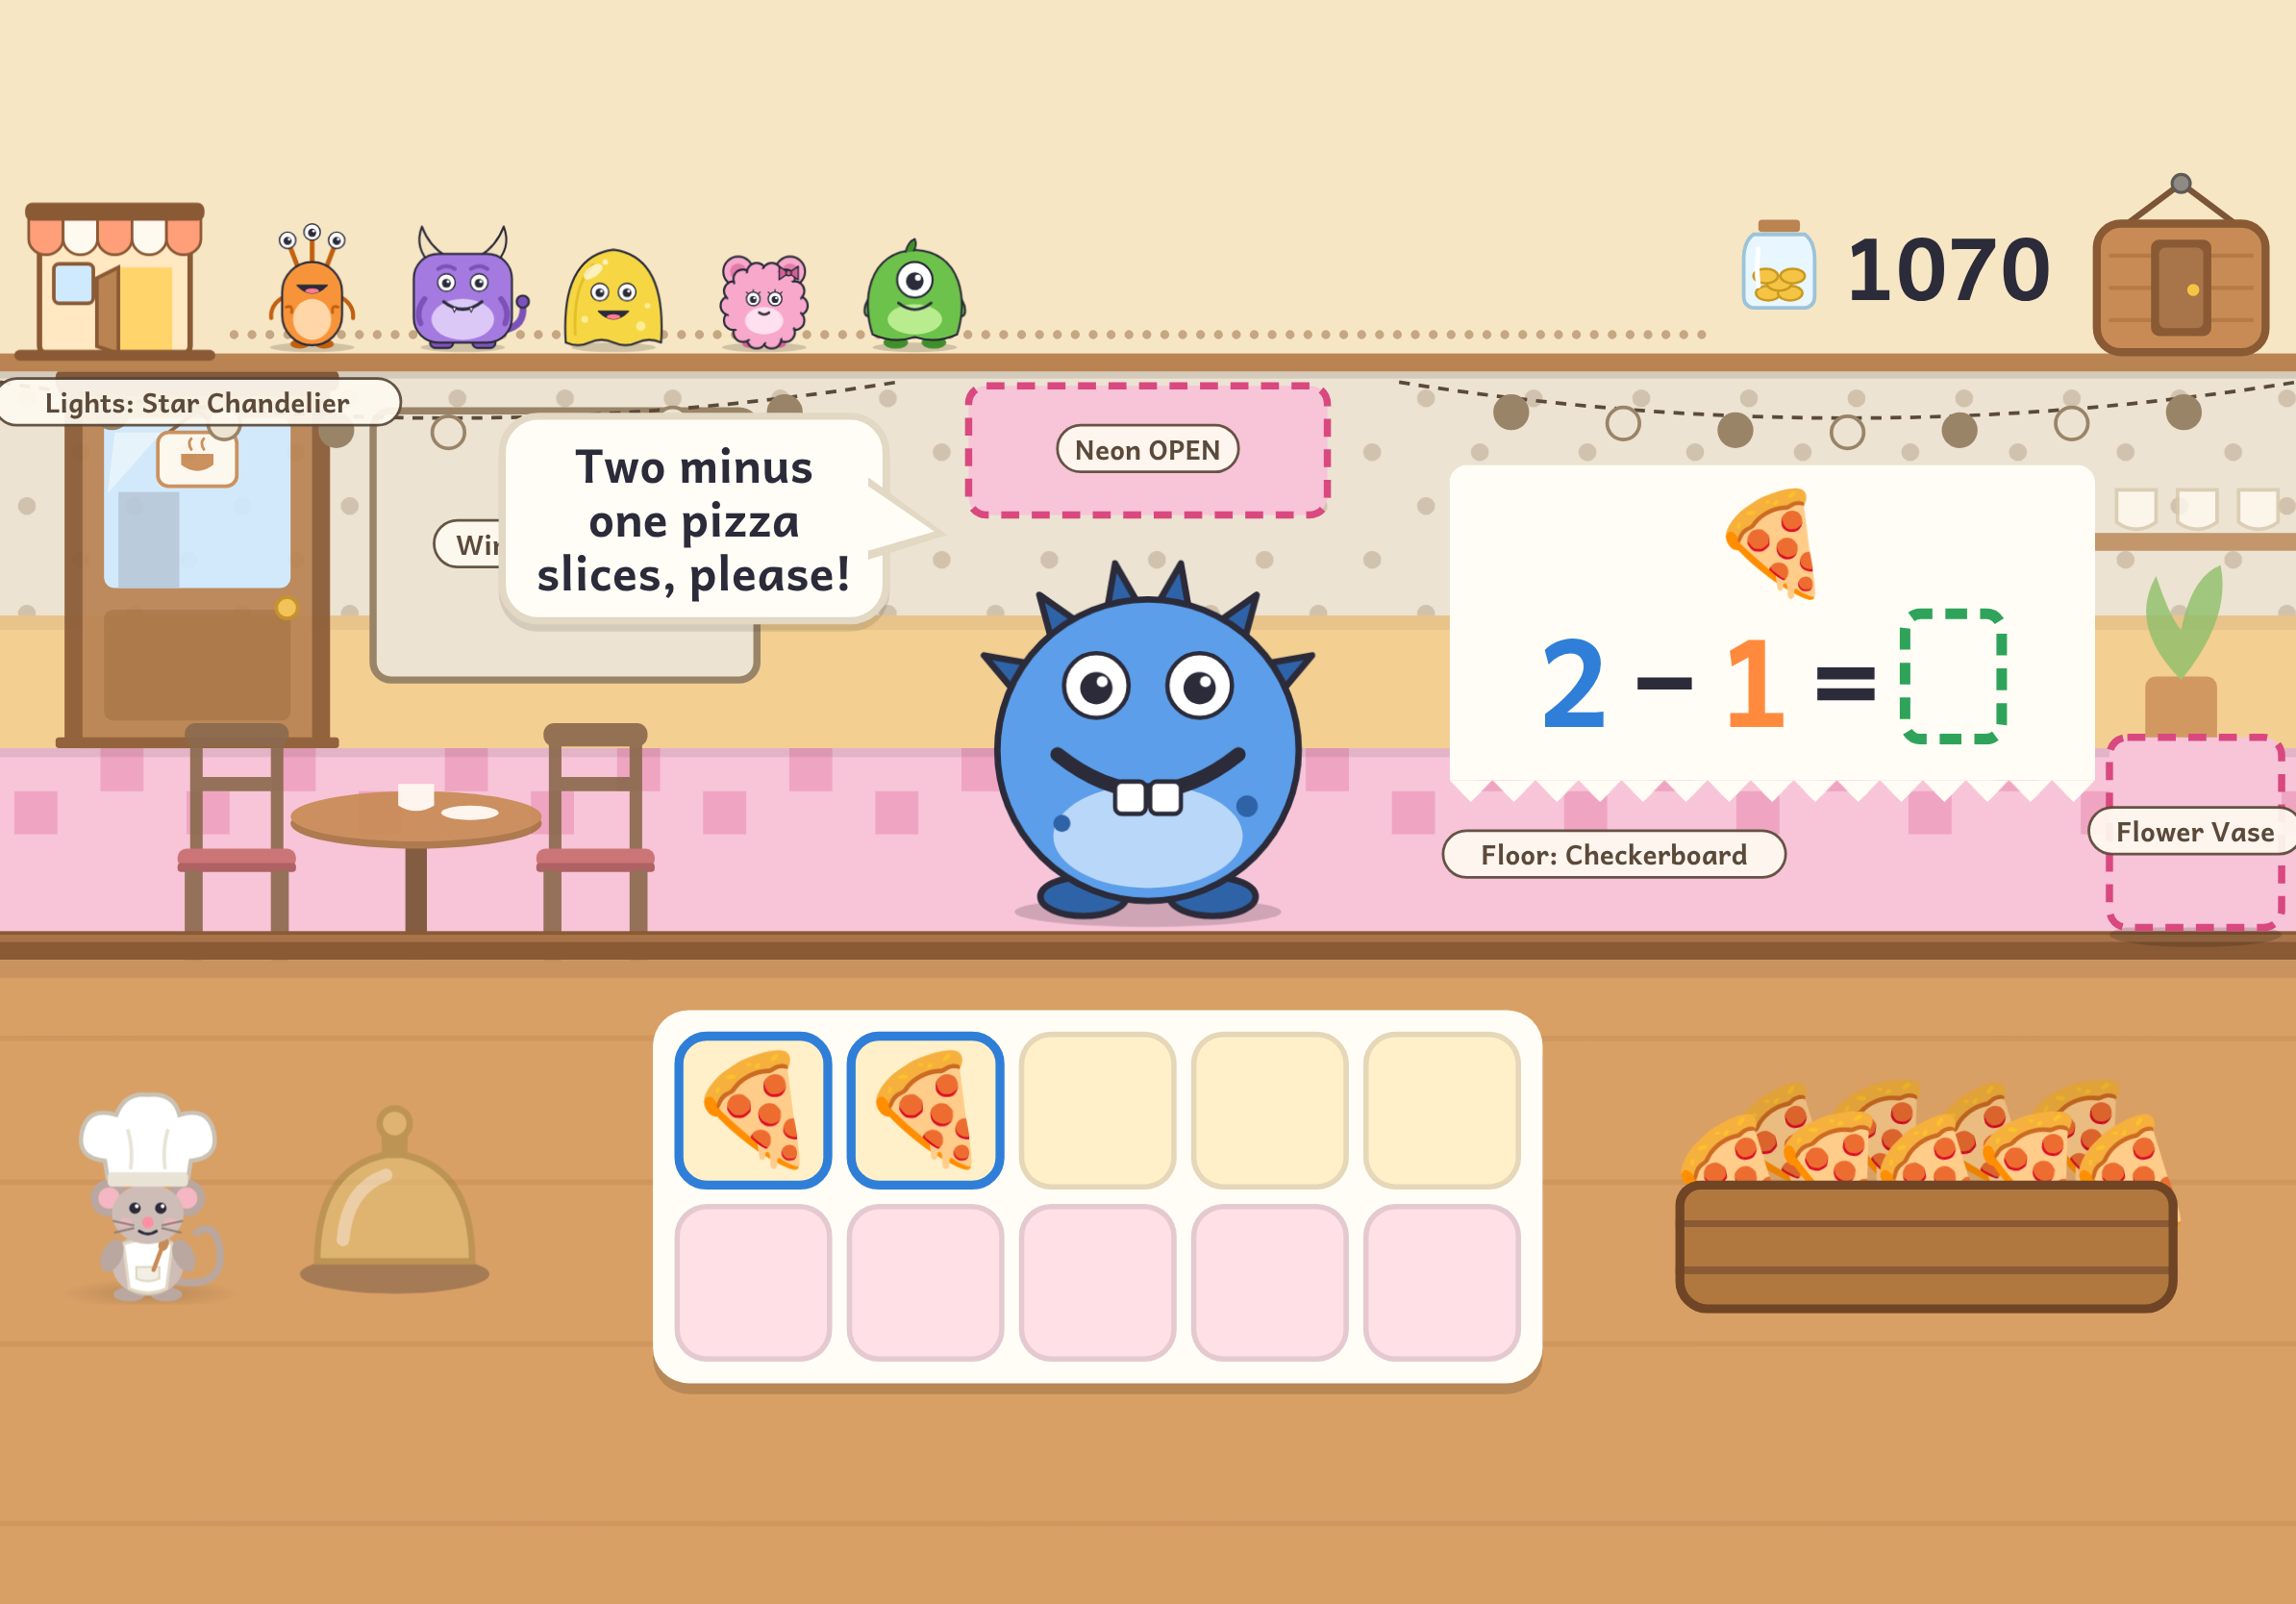 1070
Lights: Star Chandelier
Neon OPEN
Two minus
one pizza
slices, please!
2 − 1 =
Floor: Checkerboard
Flower Vase